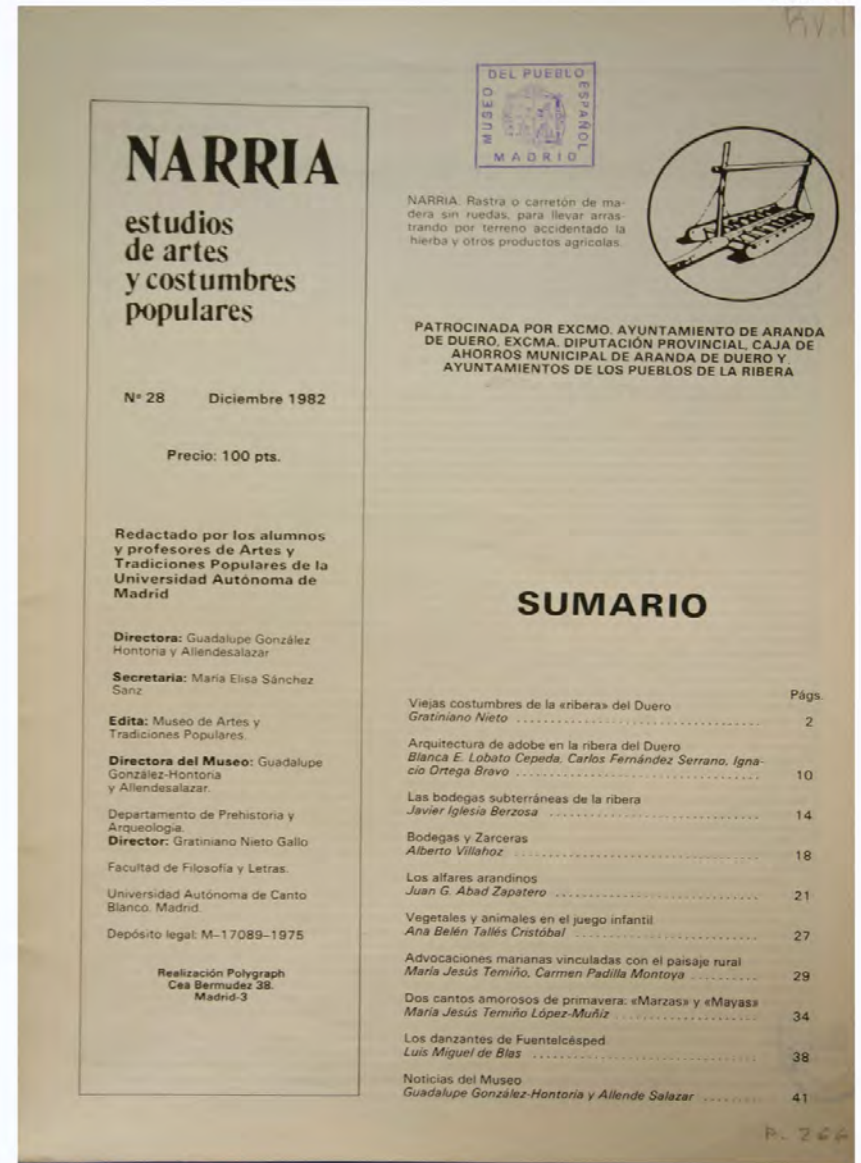 DEL PUEBLO
MUSEO
ESPAÑOL
MADRID
NARRIA
estudios
de artes
y costumbres
populares
Nº 28 Diciembre 1982
Precio: 100 pts.
Redactado por los alumnos
y profesores de Artes y
Tradiciones Populares de la
Universidad Autónoma de
Madrid
Directora: Guadalupe González
Hontoria y Allendesalazar
Secretaria: María Elisa Sánchez
Sanz
Edita: Museo de Artes y
Tradiciones Populares.
Directora del Museo: Guadalupe
González-Hontoria
y Allendesalazar.
Departamento de Prehistoria y
Arqueología.
Director: Gratiniano Nieto Gallo
Facultad de Filosofía y Letras.
Universidad Autónoma de Canto
Blanco. Madrid.
Depósito legal: M-17089-1975
Realización Polygraph
Cea Bermudez 38.
Madrid-3
NARRIA. Rastra o carretón de ma-
dera sin ruedas, para llevar arras-
trando por terreno accidentado la
hierba y otros productos agrícolas.
PATROCINADA POR EXCMO. AYUNTAMIENTO DE ARANDA
DE DUERO, EXCMA. DIPUTACIÓN PROVINCIAL, CAJA DE
AHORROS MUNICIPAL DE ARANDA DE DUERO Y
AYUNTAMIENTOS DE LOS PUEBLOS DE LA RIBERA
SUMARIO
Págs.
Viejas costumbres de la «ribera» del Duero
Gratiniano Nieto .................................. 2
Arquitectura de adobe en la ribera del Duero
Blanca E. Lobato Cepeda, Carlos Fernández Serrano, Igna-
cio Ortega Bravo .................................. 10
Las bodegas subterráneas de la ribera
Javier Iglesia Berzosa .............................. 14
Bodegas y Zarceras
Alberto Villahoz .................................... 18
Los alfares arandinos
Juan G. Abad Zapatero ............................ 21
Vegetales y animales en el juego infantil
Ana Belén Tallés Cristóbal .......................... 27
Advocaciones marianas vinculadas con el paisaje rural
María Jesús Temiño, Carmen Padilla Montoya .......... 29
Dos cantos amorosos de primavera: «Marzas» y «Mayas»
María Jesús Temiño López-Muñiz .................... 34
Los danzantes de Fuentelcésped
Luis Miguel de Blas ................................ 38
Noticias del Museo
Guadalupe González-Hontoria y Allende Salazar ......... 41
P. 266